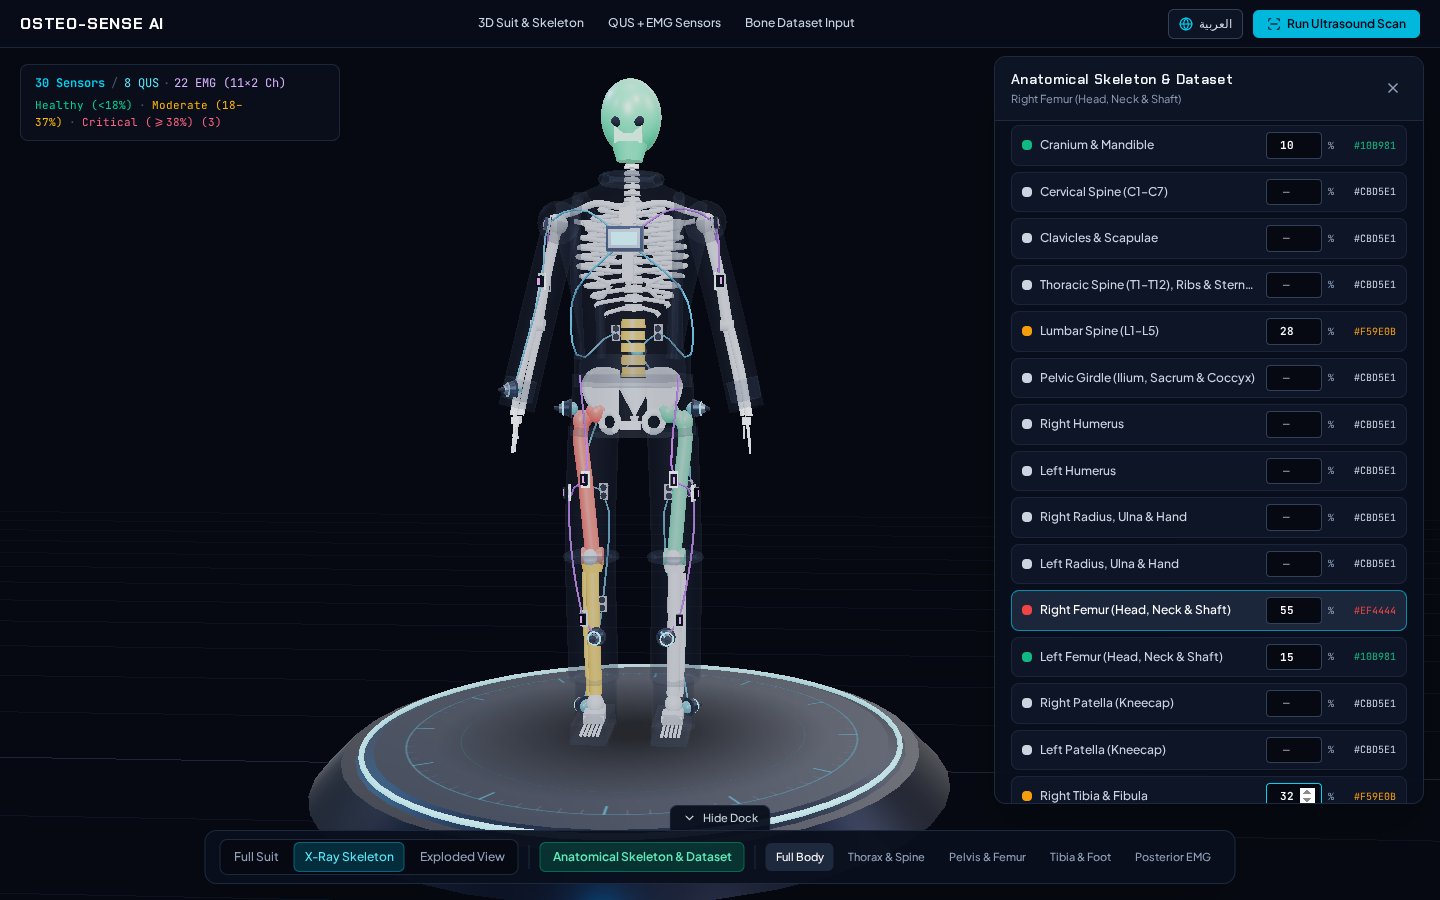 OSTEO-SENSE AI
3D Suit & Skeleton
QUS + EMG Sensors
Bone Dataset Input
العربية
Run Ultrasound Scan
30 Sensors / 8 QUS · 22 EMG (11×2 Ch)
Healthy (<18%) · Moderate (18–
37%) · Critical (⩾38%) (3)
Anatomical Skeleton & Dataset
Right Femur (Head, Neck & Shaft)
Cranium & Mandible 10 % #10B981
Cervical Spine (C1–C7) — % #CBD5E1
Clavicles & Scapulae — % #CBD5E1
Thoracic Spine (T1–T12), Ribs & Stern… — % #CBD5E1
Lumbar Spine (L1–L5) 28 % #F59E0B
Pelvic Girdle (Ilium, Sacrum & Coccyx) — % #CBD5E1
Right Humerus — % #CBD5E1
Left Humerus — % #CBD5E1
Right Radius, Ulna & Hand — % #CBD5E1
Left Radius, Ulna & Hand — % #CBD5E1
Right Femur (Head, Neck & Shaft) 55 % #EF4444
Left Femur (Head, Neck & Shaft) 15 % #10B981
Right Patella (Kneecap) — % #CBD5E1
Left Patella (Kneecap) — % #CBD5E1
Right Tibia & Fibula 32 % #F59E0B
Hide Dock
Full Suit
X-Ray Skeleton
Exploded View
Anatomical Skeleton & Dataset
Full Body
Thorax & Spine
Pelvis & Femur
Tibia & Foot
Posterior EMG